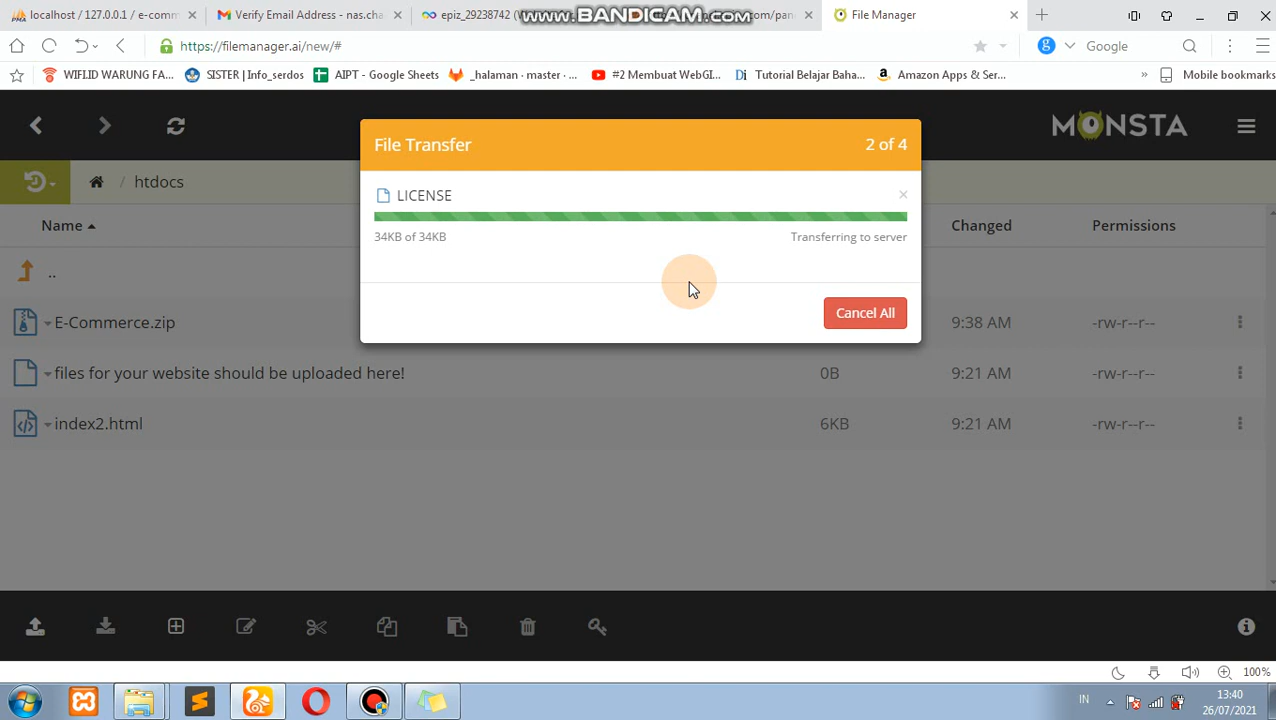 localhost / 127.0.0.1 / e-comm
Verify Email Address - nas.cha
epiz_29238742 (
www.BANDICAM.com
com/pan
File Manager
https://filemanager.ai/new/#
Google
WIFI.ID WARUNG FA...
SISTER | Info_serdos
AIPT - Google Sheets
_halaman · master · ...
#2 Membuat WebGI...
Tutorial Belajar Baha...
Amazon Apps & Ser...
»
Mobile bookmarks
MONSTA
File Transfer
2 of 4
htdocs
LICENSE
34KB of 34KB
Transferring to server
Name
Changed
Permissions
..
Cancel All
E-Commerce.zip
9:38 AM
-rw-r--r--
files for your website should be uploaded here!
0B
9:21 AM
-rw-r--r--
index2.html
6KB
9:21 AM
-rw-r--r--
100%
IN
13:40
26/07/2021